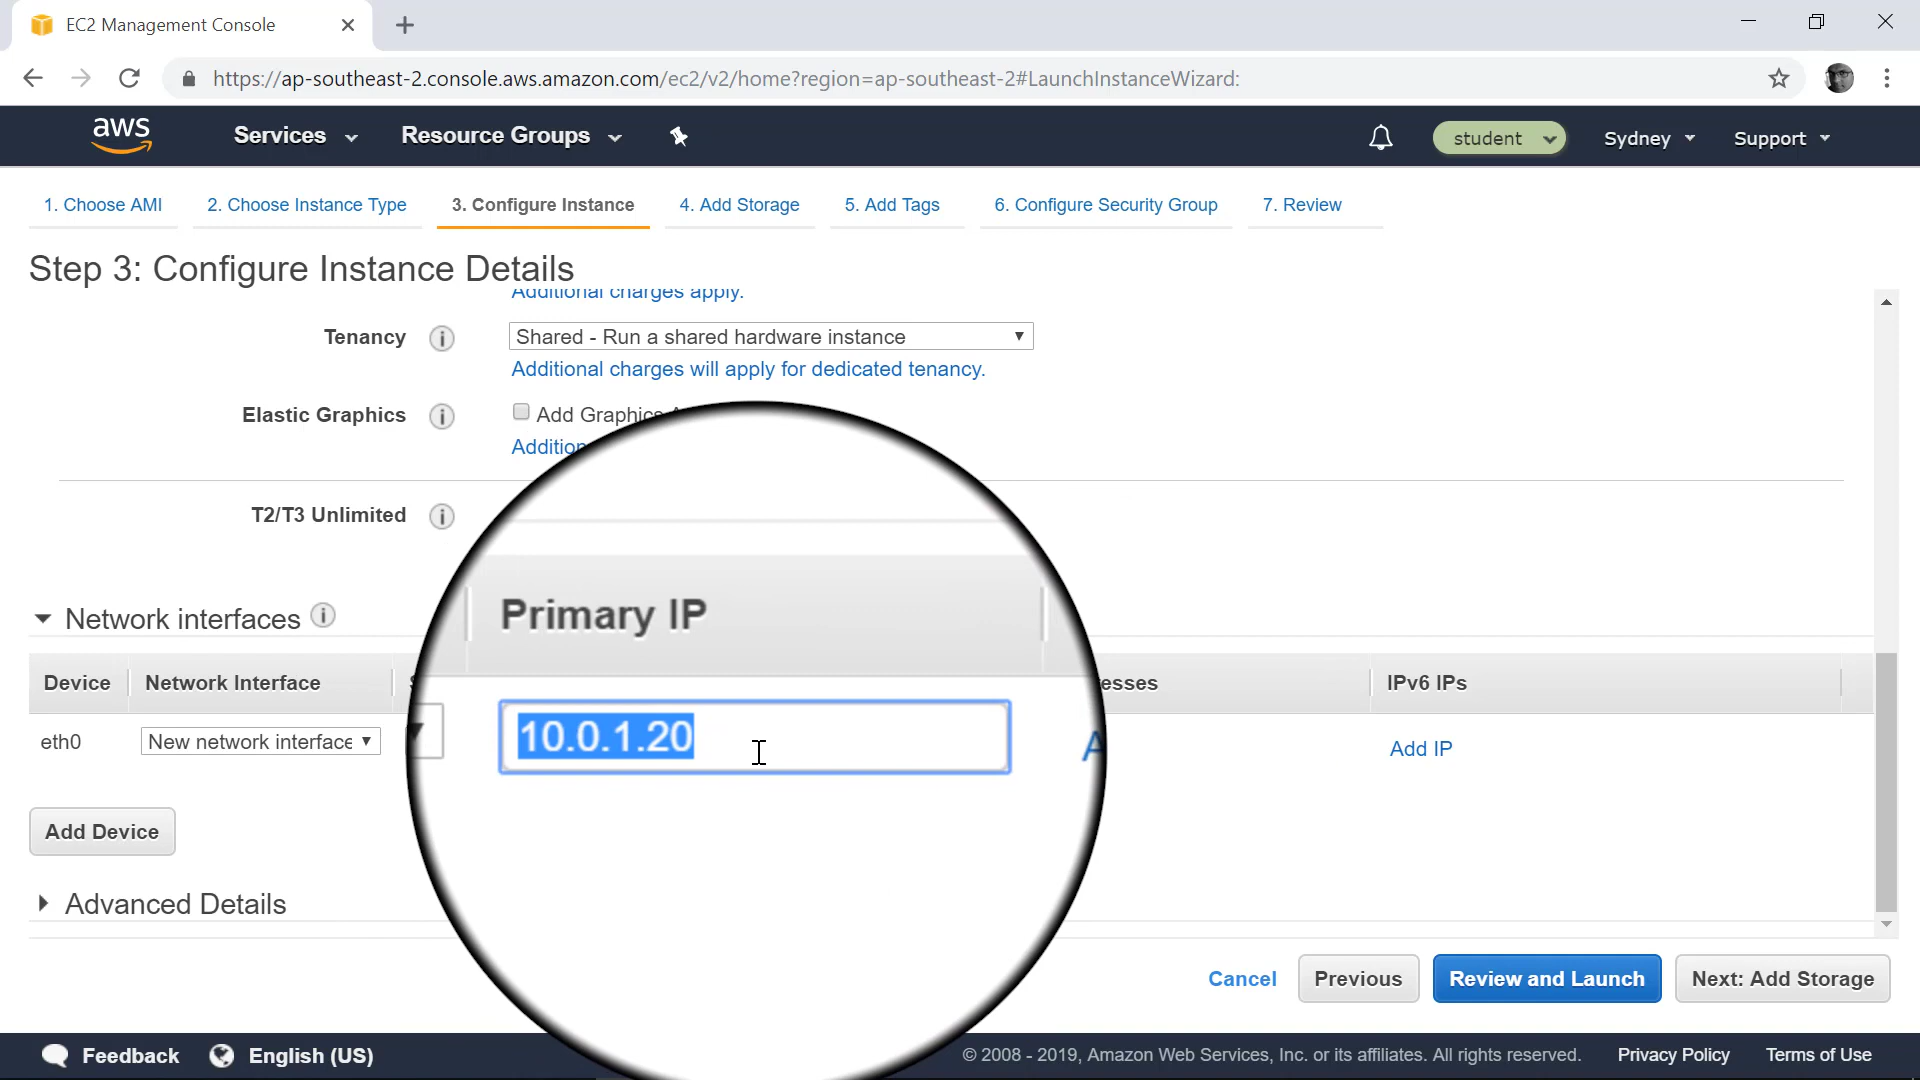 EC2 Management Console
https://ap-southeast-2.console.aws.amazon.com/ec2/v2/home?region=ap-southeast-2#LaunchInstanceWizard:
aws Services Resource Groups student Sydney Support
1. Choose AMI 2. Choose Instance Type 3. Configure Instance 4. Add Storage 5. Add Tags 6. Configure Security Group 7. Review
Step 3: Configure Instance Details
Additional charges apply.
Tenancy Shared - Run a shared hardware instance
Additional charges will apply for dedicated tenancy.
Elastic Graphics Add Graphics
T2/T3 Unlimited
Primary IP
Network interfaces
Device Network Interface esses IPv6 IPs
10.0.1.20
eth0 New network interface Add IP
Add Device
Advanced Details
Cancel Previous Review and Launch Next: Add Storage
Feedback English (US) © 2008 - 2019, Amazon Web Services, Inc. or its affiliates. All rights reserved. Privacy Policy Terms of Use